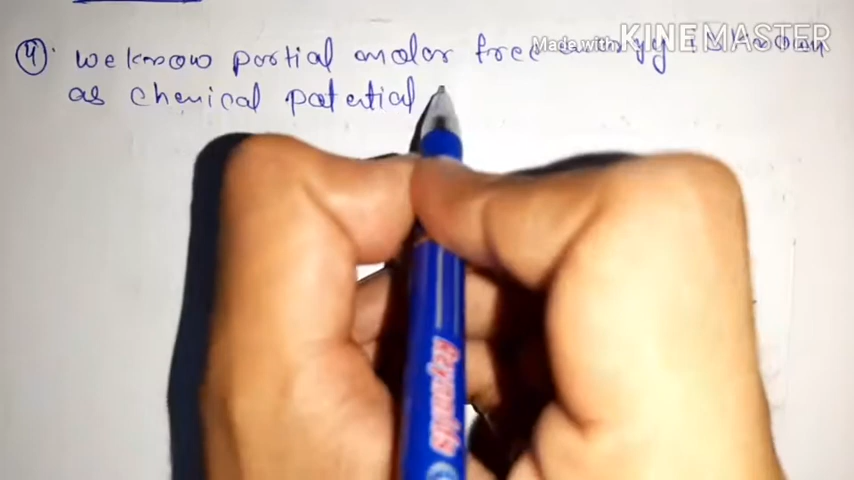 Made with KINEMASTER
(4). we know partial molar free
as chemical potential
Reynolds